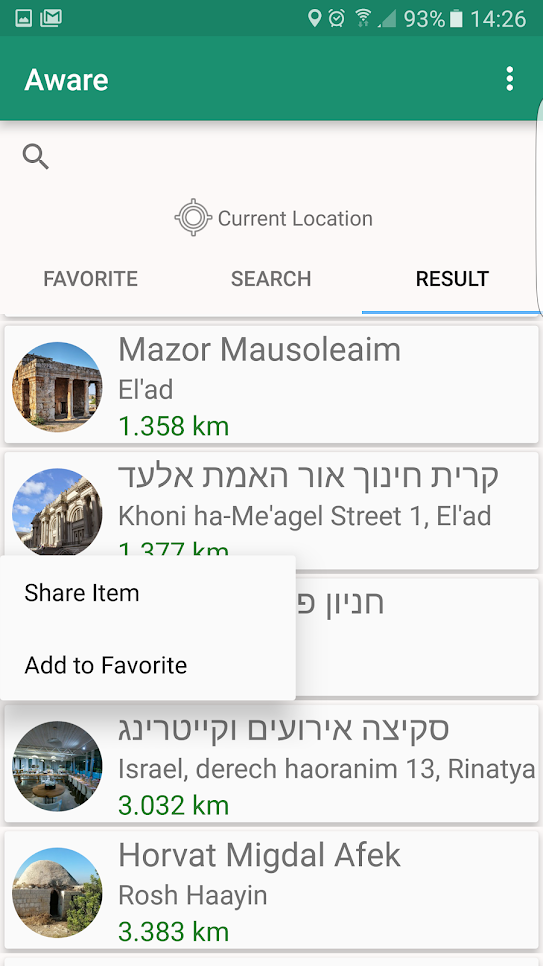 93% 14:26
Aware
Current Location
FAVORITE SEARCH RESULT
Mazor Mausoleaim
El'ad
1.358 km
קרית חינוך אור האמת אלעד
Khoni ha-Me'agel Street 1, El'ad
1.377 km
חניון
Share Item
Add to Favorite
סקיצה אירועים וקייטרינג
Israel, derech haoranim 13, Rinatya
3.032 km
Horvat Migdal Afek
Rosh Haayin
3.383 km